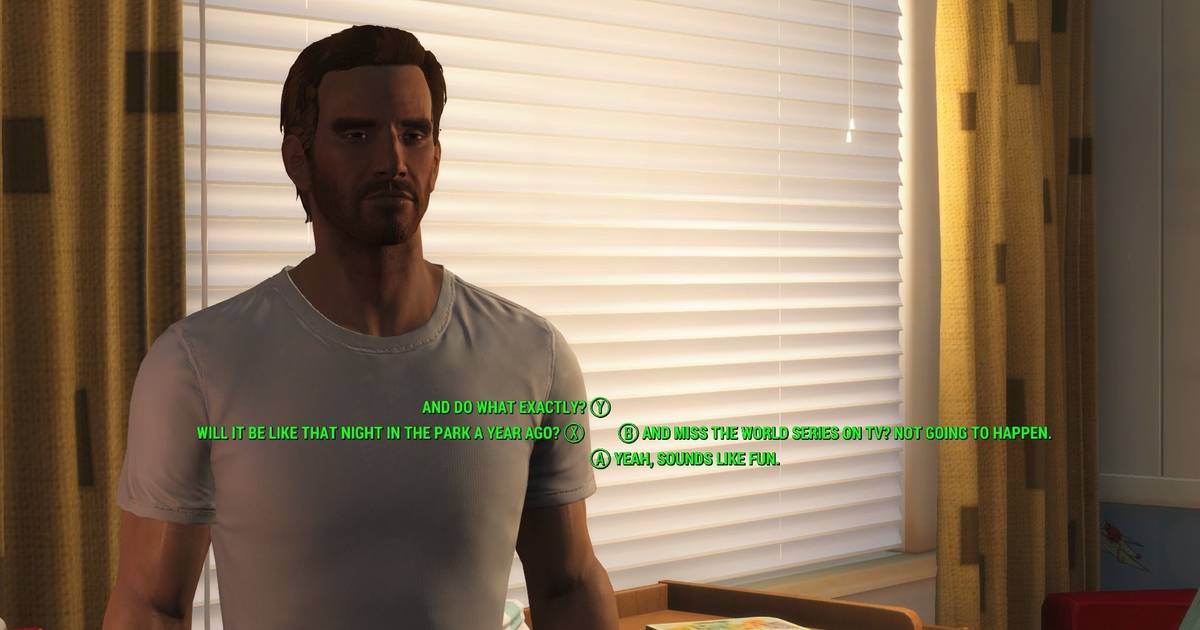 AND DO WHAT EXACTLY? Y
WILL IT BE LIKE THAT NIGHT IN THE PARK A YEAR AGO? X
B AND MISS THE WORLD SERIES ON TV? NOT GOING TO HAPPEN.
A YEAH, SOUNDS LIKE FUN.